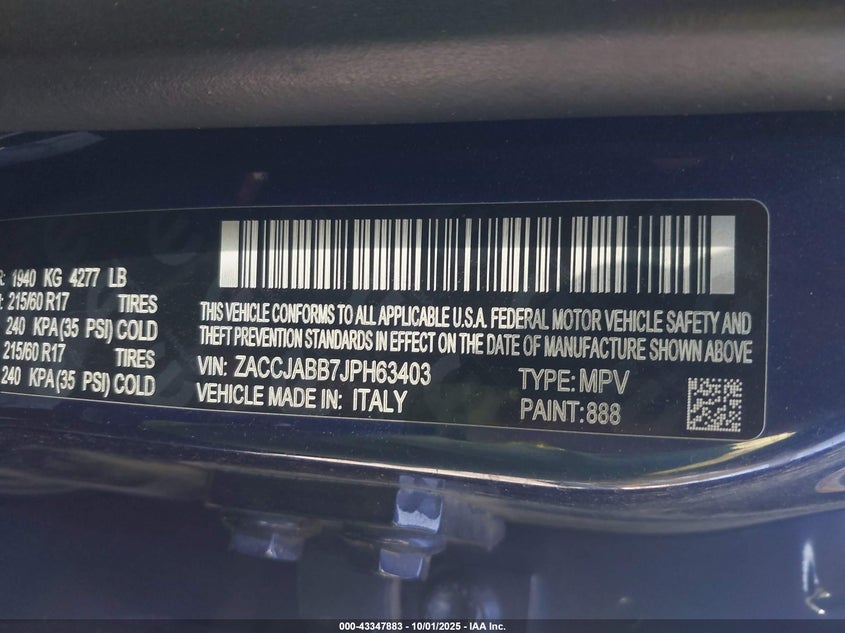 : 1940 KG 4277 LB
: 215/60 R17 TIRES
240 KPA (35 PSI) COLD
215/60 R17 TIRES
240 KPA (35 PSI) COLD
THIS VEHICLE CONFORMS TO ALL APPLICABLE U.S.A. FEDERAL MOTOR VEHICLE SAFETY AND
THEFT PREVENTION STANDARDS IN EFFECT ON THE DATE OF MANUFACTURE SHOWN ABOVE
VIN: ZACCJABB7JPH63403 TYPE: MPV
VEHICLE MADE IN: ITALY PAINT: 888
000-43347883 - 10/01/2025 - IAA Inc.